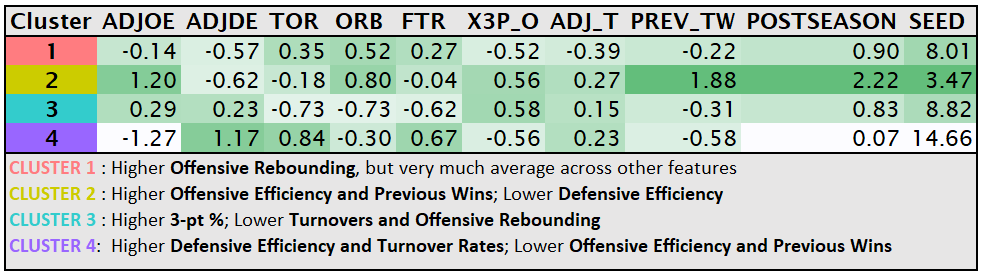 Cluster ADJOE ADJDE TOR ORB FTR X3P_O ADJ_T PREV_TW POSTSEASON SEED
1 -0.14 -0.57 0.35 0.52 0.27 -0.52 -0.39 -0.22 0.90 8.01
2 1.20 -0.62 -0.18 0.80 -0.04 0.56 0.27 1.88 2.22 3.47
3 0.29 0.23 -0.73 -0.73 -0.62 0.58 0.15 -0.31 0.83 8.82
4 -1.27 1.17 0.84 -0.30 0.67 -0.56 0.23 -0.58 0.07 14.66
CLUSTER 1 : Higher Offensive Rebounding, but very much average across other features
CLUSTER 2 : Higher Offensive Efficiency and Previous Wins; Lower Defensive Efficiency
CLUSTER 3 : Higher 3-pt %; Lower Turnovers and Offensive Rebounding
CLUSTER 4: Higher Defensive Efficiency and Turnover Rates; Lower Offensive Efficiency and Previous Wins